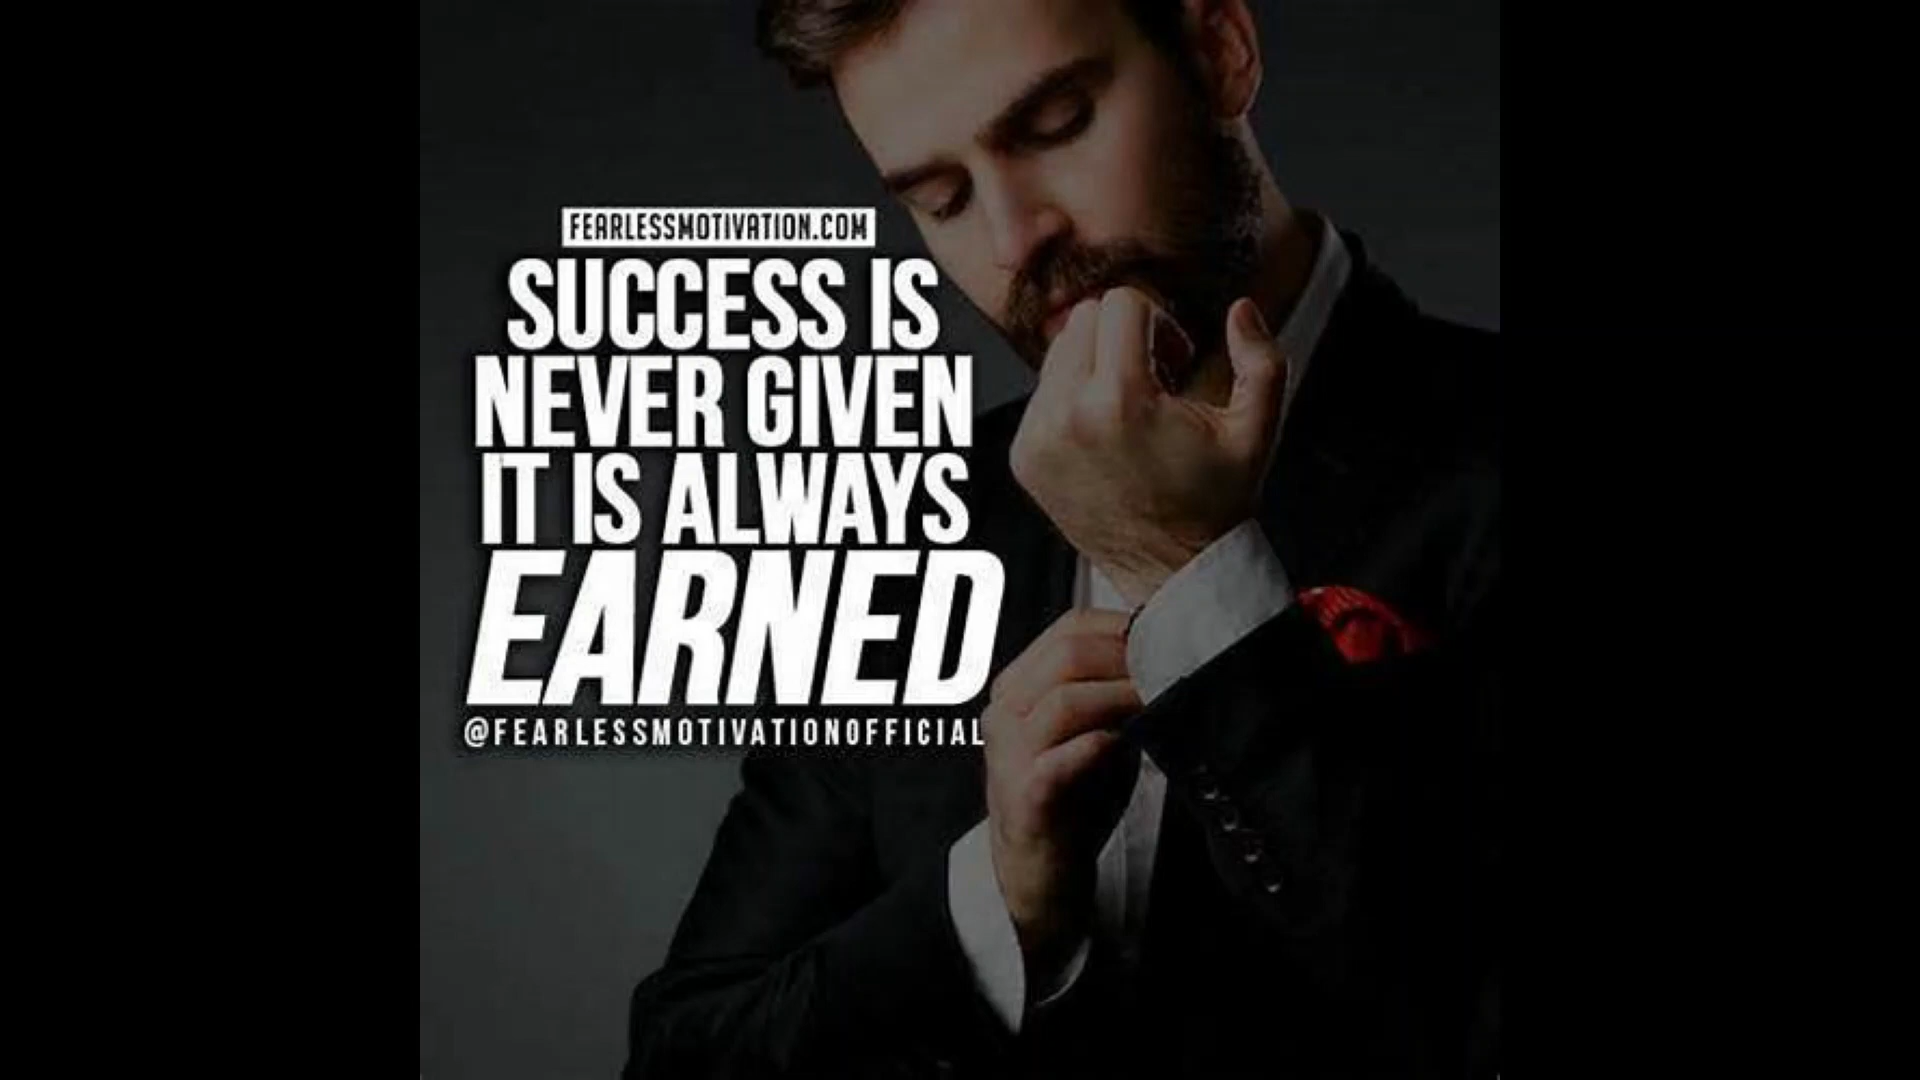 FEARLESSMOTIVATION.COM
SUCCESS IS
NEVER GIVEN
IT IS ALWAYS
EARNED
@FEARLESSMOTIVATIONOFFICIAL